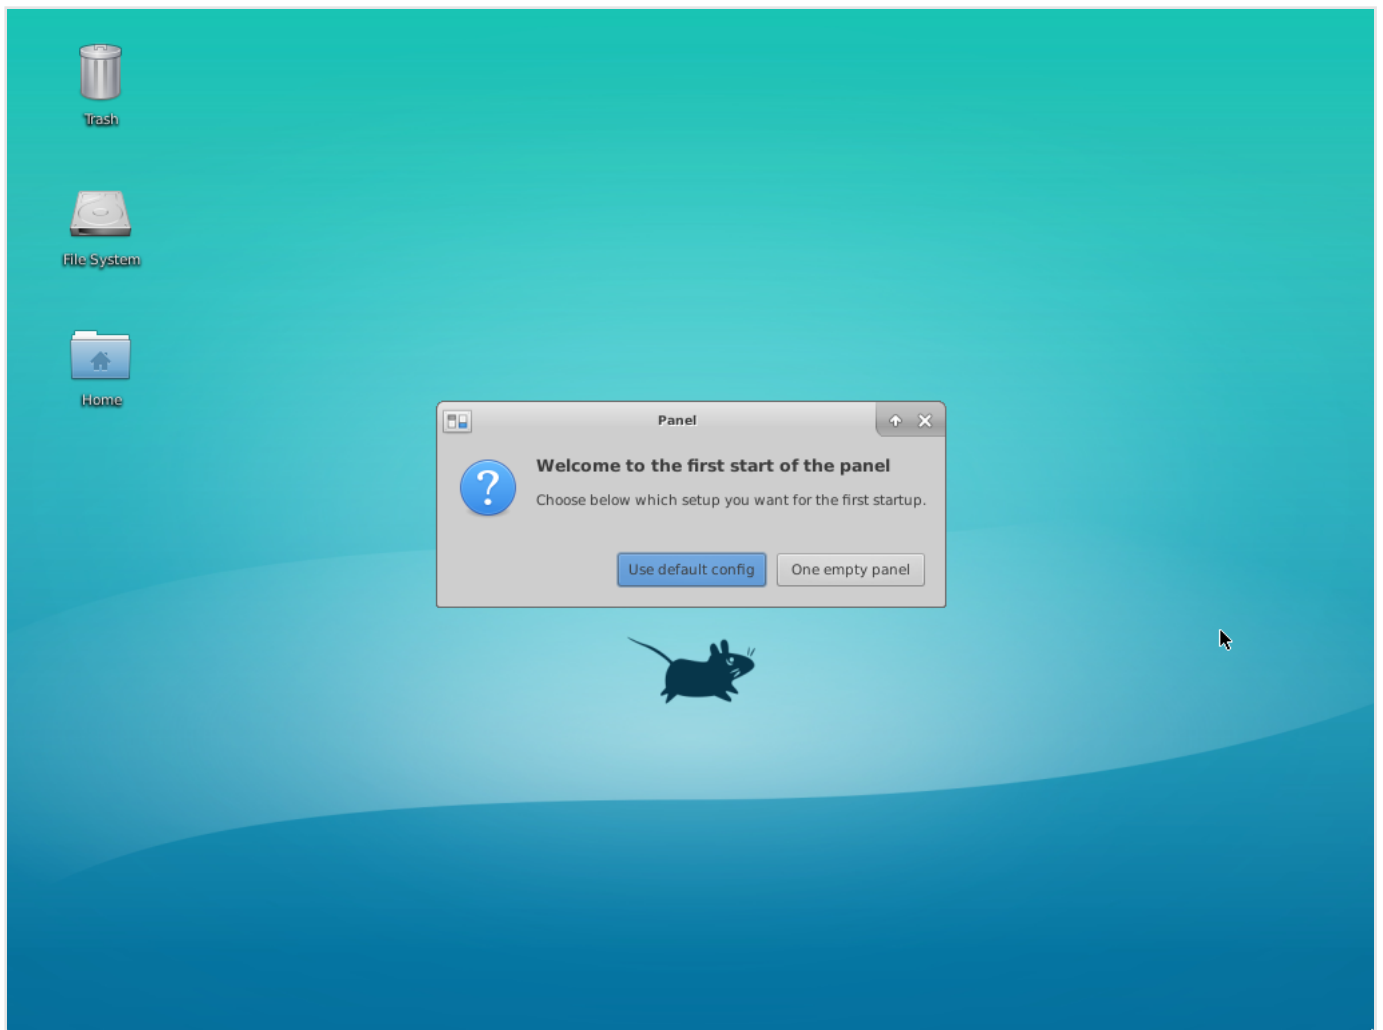 Trash
File System
Home
Panel
Welcome to the first start of the panel
Choose below which setup you want for the first startup.
Use default config
One empty panel